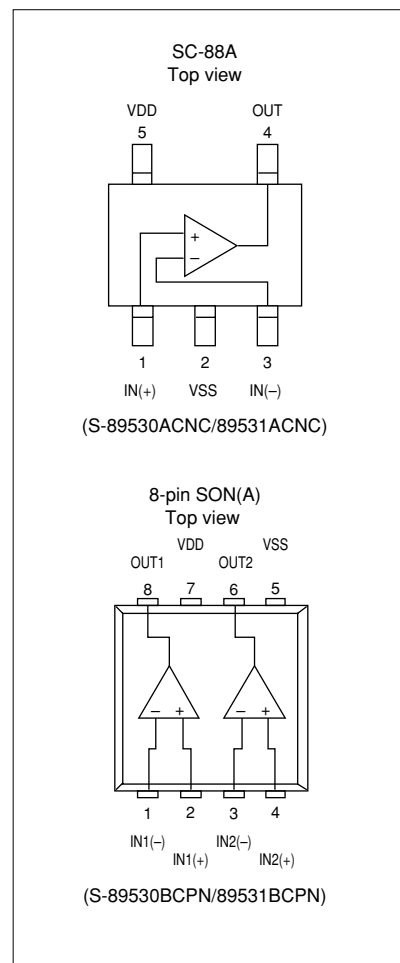 SC-88A
Top view
VDD OUT
5 4
+
−
1 2 3
IN(+) VSS IN(−)
(S-89530ACNC/89531ACNC)
8-pin SON(A)
Top view
VDD VSS
OUT1 OUT2
8 7 6 5
− + − +
1 2 3 4
IN1(−) IN2(−)
IN1(+) IN2(+)
(S-89530BCPN/89531BCPN)